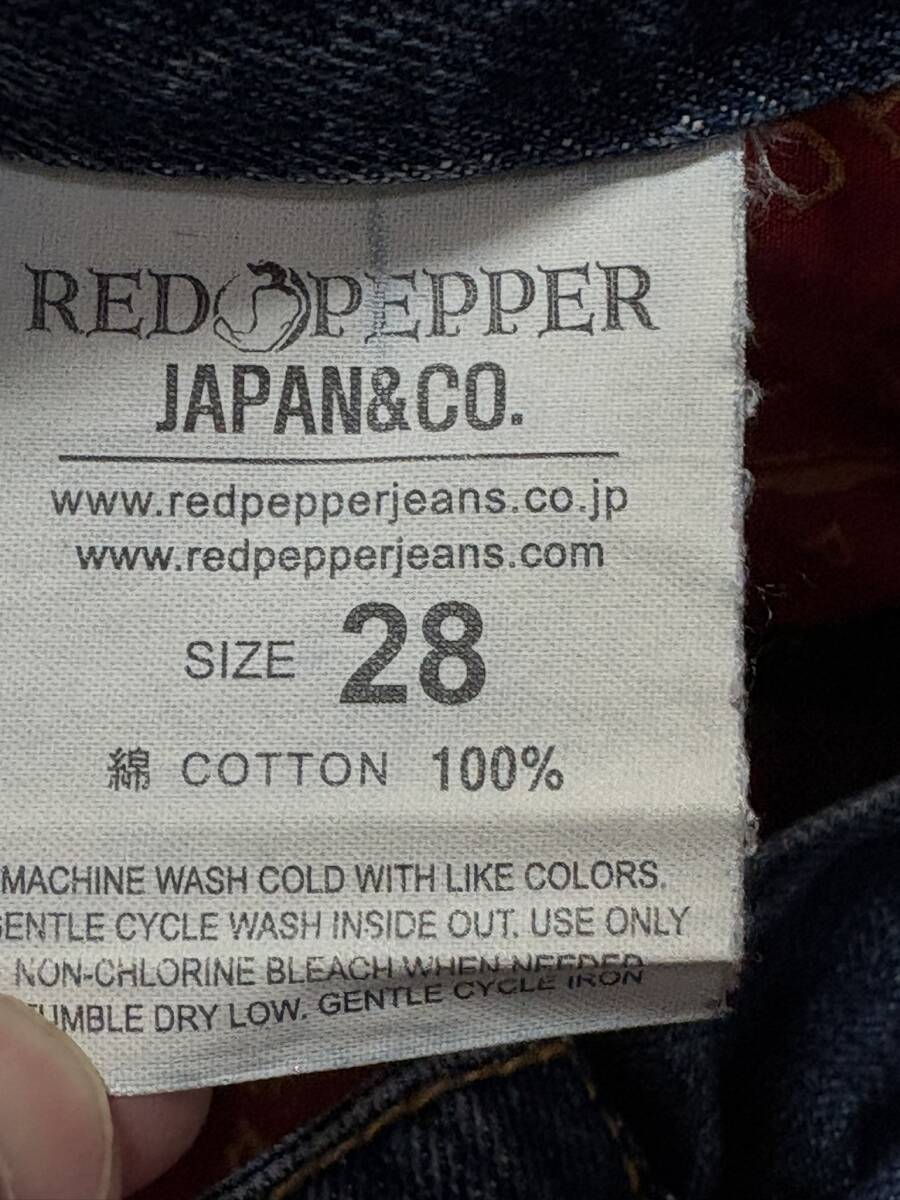 RED PEPPER
JAPAN&CO.
www.redpepperjeans.co.jp
www.redpepperjeans.com
SIZE 28
綿 COTTON 100%
MACHINE WASH COLD WITH LIKE COLORS.
GENTLE CYCLE WASH INSIDE OUT. USE ONLY
NON-CHLORINE BLEACH WHEN NEEDED
TUMBLE DRY LOW. GENTLE CYCLE IRON